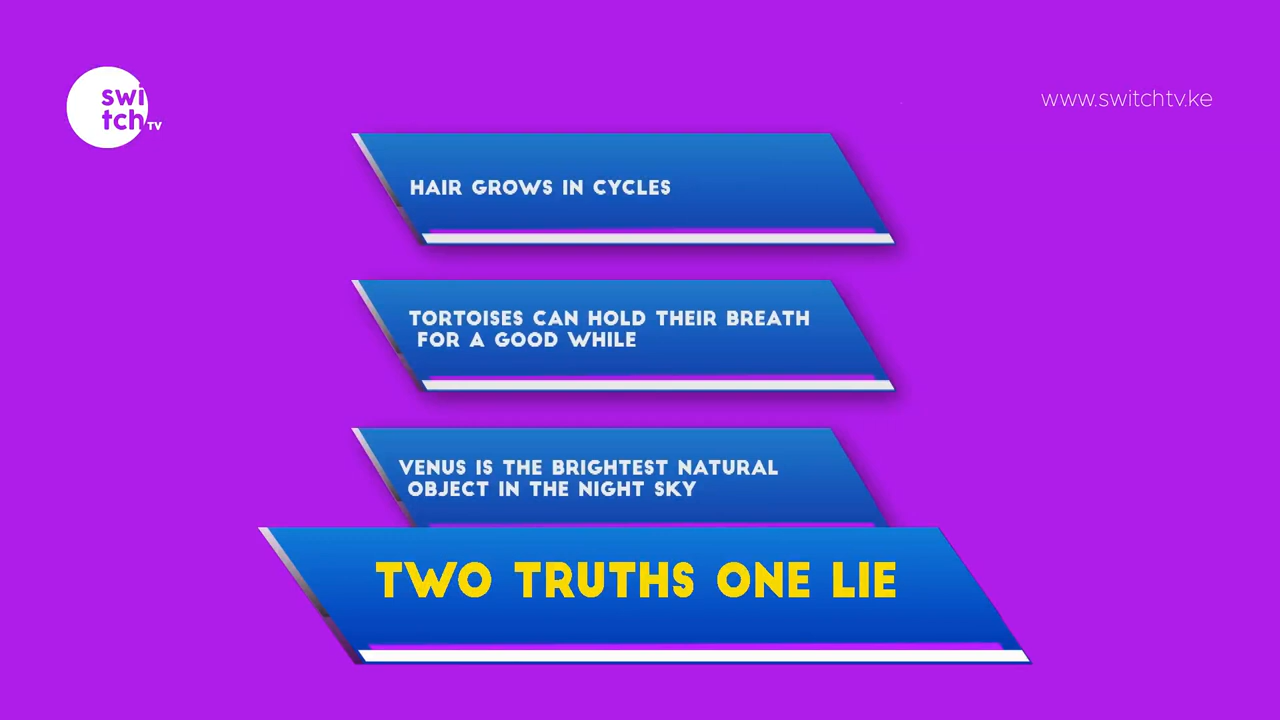 swi
tch TV
www.switchtv.ke
HAIR GROWS IN CYCLES
TORTOISES CAN HOLD THEIR BREATH
FOR A GOOD WHILE
VENUS IS THE BRIGHTEST NATURAL
OBJECT IN THE NIGHT SKY
TWO TRUTHS ONE LIE